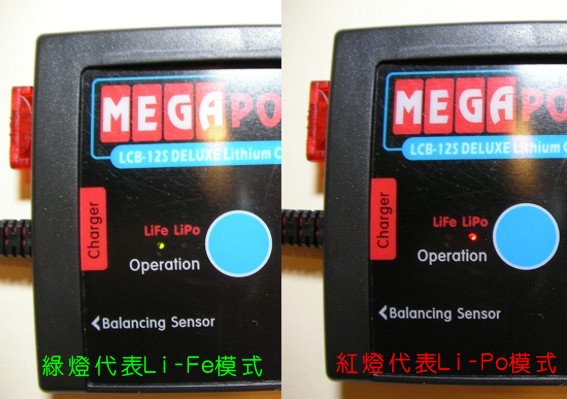 MEGAPO
LCB-12S DELUXE Lithium C
Charger
LiFe LiPo
Operation
Balancing Sensor
綠燈代表Li-Fe模式
MEGAPO
LCB-12S DELUXE Lithium
Charger
LiFe LiPo
Operation
Balancing Sensor
紅燈代表Li-Po模式